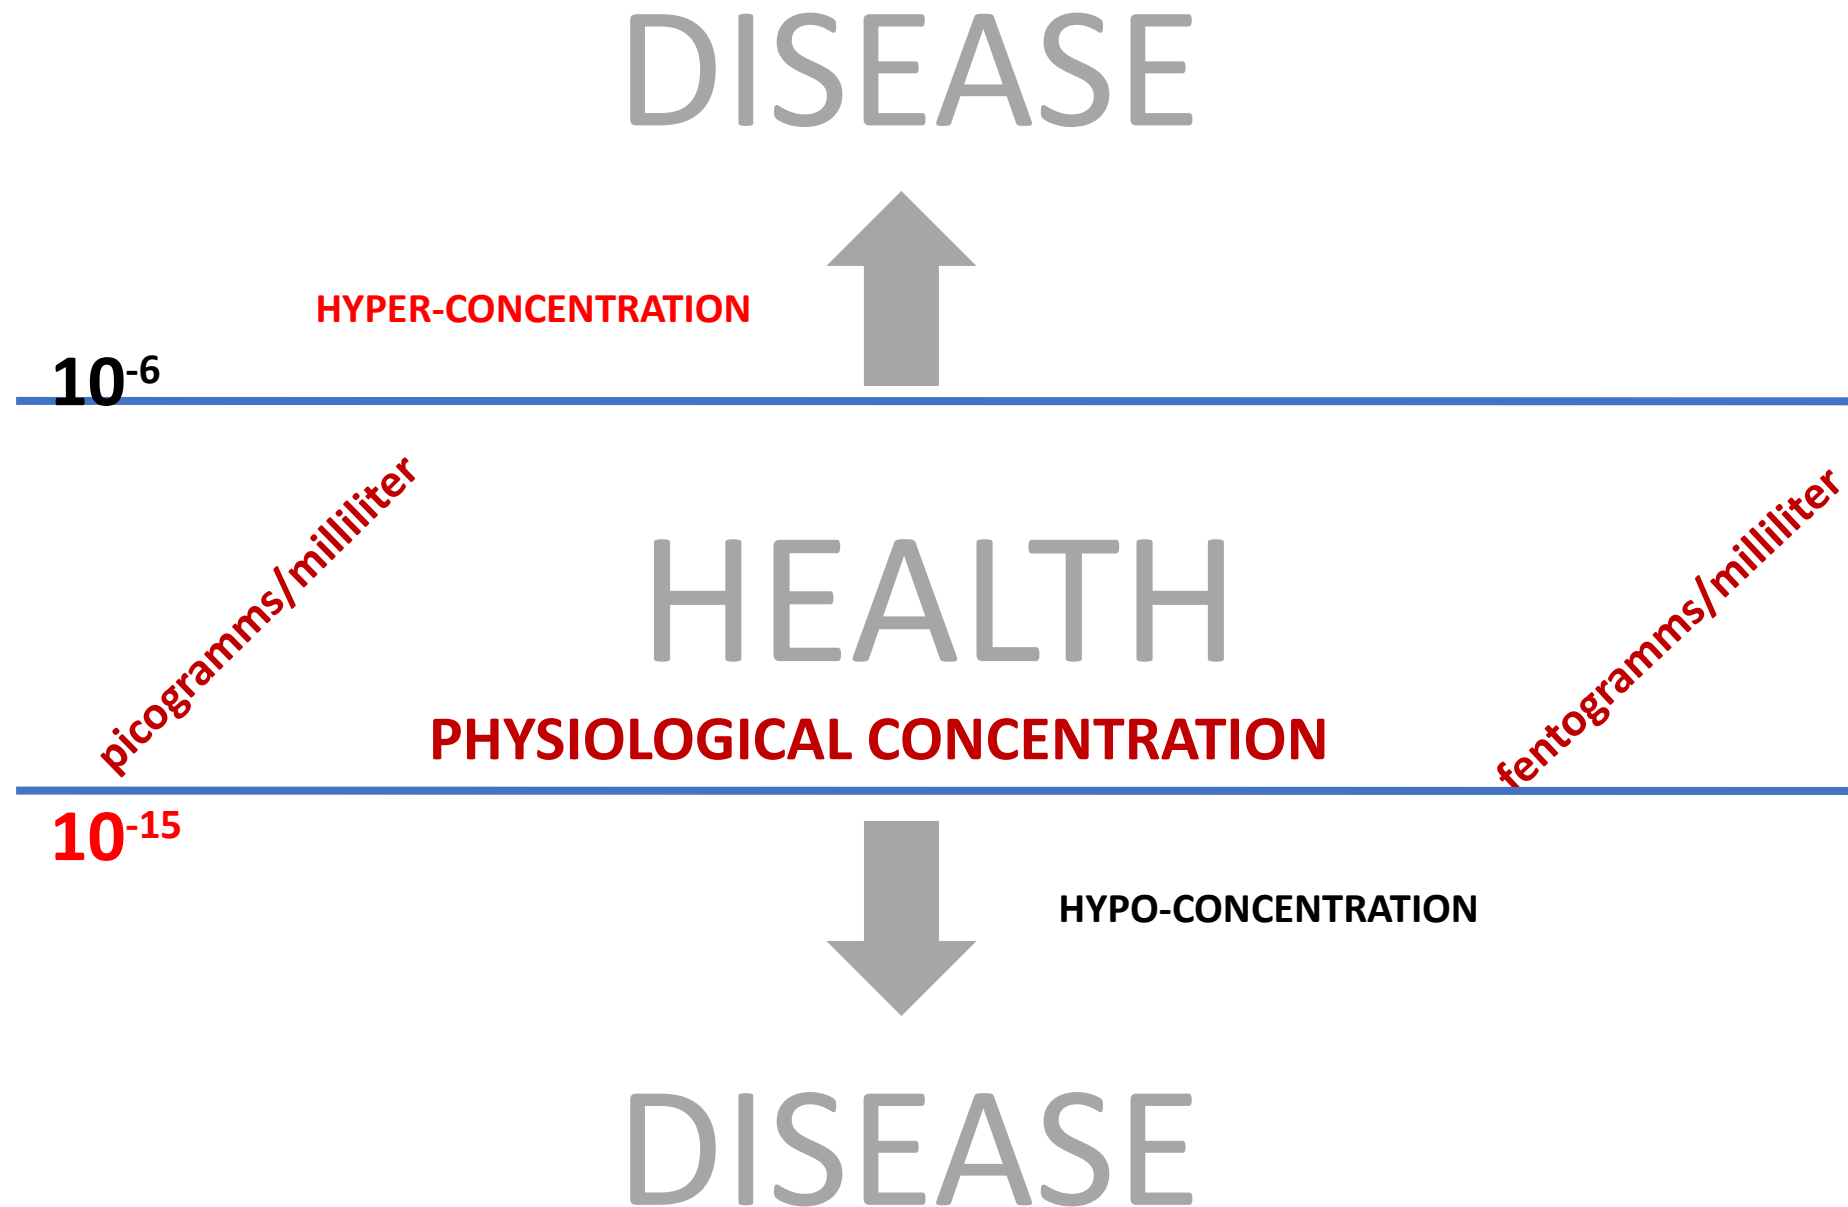 DISEASE
HYPER-CONCENTRATION
10⁻⁶
picogramms/milliliter
fentogramms/milliliter
HEALTH
PHYSIOLOGICAL CONCENTRATION
10⁻¹⁵
HYPO-CONCENTRATION
DISEASE